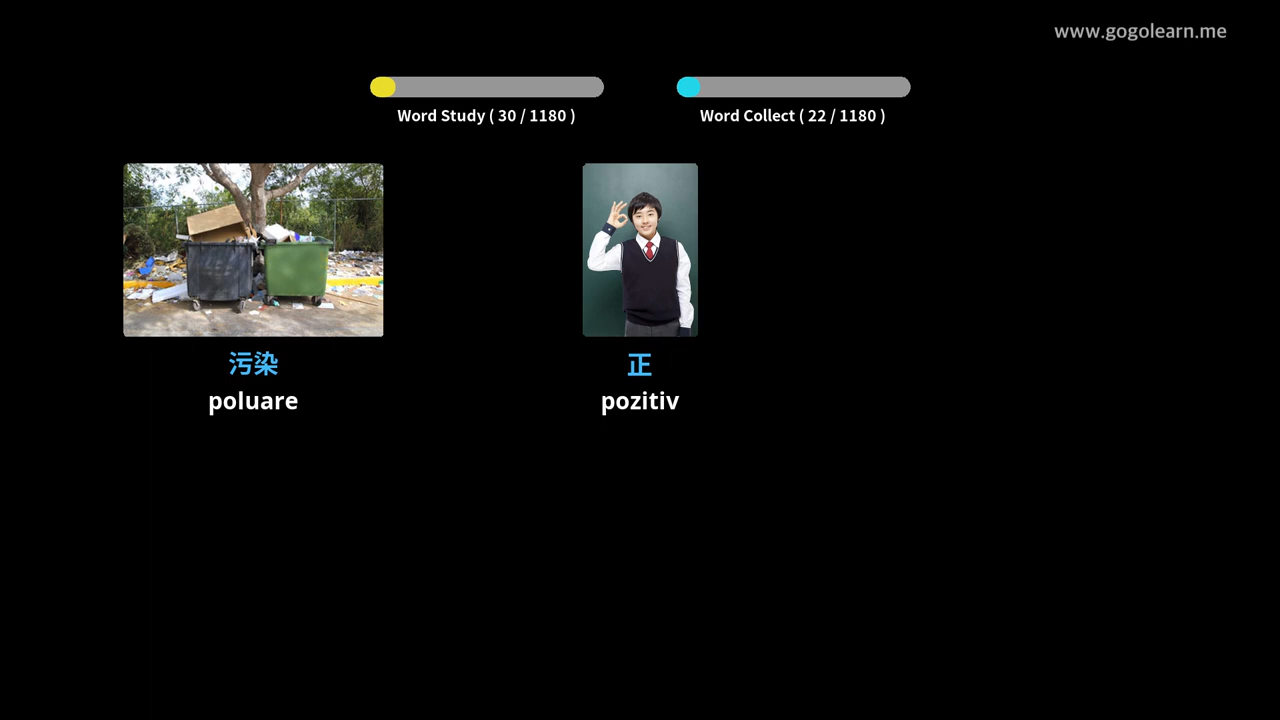 www.gogolearn.me
Word Study ( 30 / 1180 )
Word Collect ( 22 / 1180 )
污染
poluare
正
pozitiv